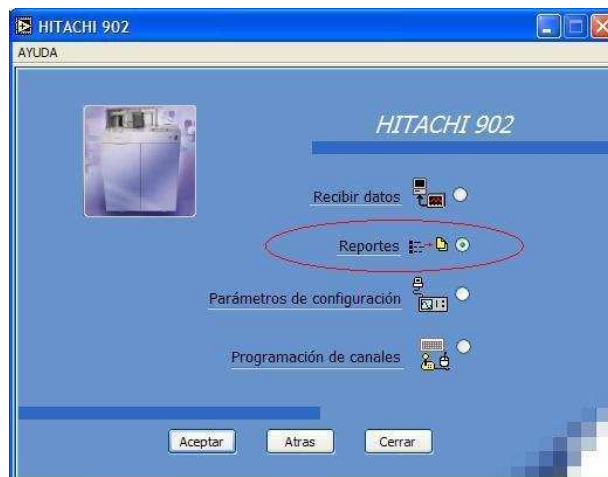 HITACHI 902
AYUDA
HITACHI 902
Recibir datos
Reportes
Parámetros de configuración
Programación de canales
Aceptar Atras Cerrar